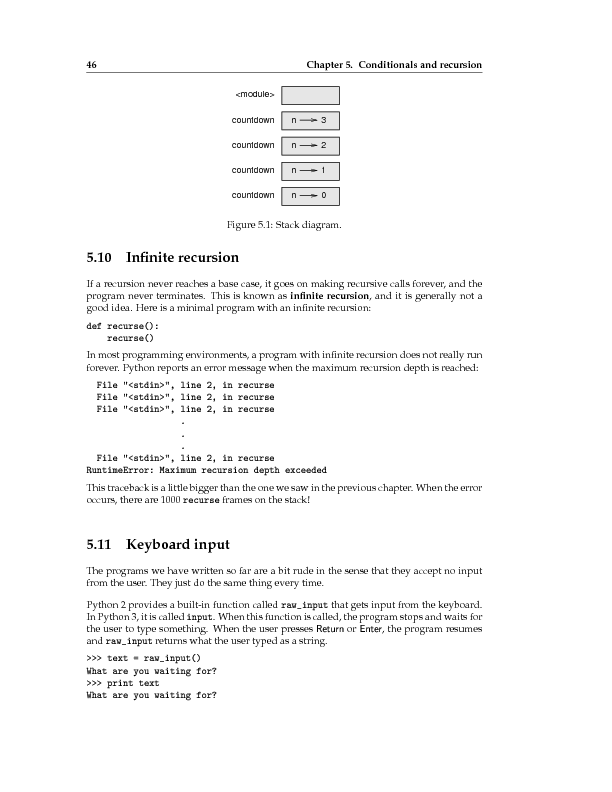 46 Chapter 5. Conditionals and recursion
<module>
countdown n 3
countdown n 2
countdown n 1
countdown n 0
Figure 5.1: Stack diagram.
5.10 Infinite recursion
If a recursion never reaches a base case, it goes on making recursive calls forever, and the
program never terminates. This is known as infinite recursion, and it is generally not a
good idea. Here is a minimal program with an infinite recursion:
def recurse():
    recurse()
In most programming environments, a program with infinite recursion does not really run
forever. Python reports an error message when the maximum recursion depth is reached:
  File "<stdin>", line 2, in recurse
  File "<stdin>", line 2, in recurse
  File "<stdin>", line 2, in recurse
                  .
                  .
                  .
  File "<stdin>", line 2, in recurse
RuntimeError: Maximum recursion depth exceeded
This traceback is a little bigger than the one we saw in the previous chapter. When the error
occurs, there are 1000 recurse frames on the stack!
5.11 Keyboard input
The programs we have written so far are a bit rude in the sense that they accept no input
from the user. They just do the same thing every time.
Python 2 provides a built-in function called raw_input that gets input from the keyboard.
In Python 3, it is called input. When this function is called, the program stops and waits for
the user to type something. When the user presses Return or Enter, the program resumes
and raw_input returns what the user typed as a string.
>>> text = raw_input()
What are you waiting for?
>>> print text
What are you waiting for?